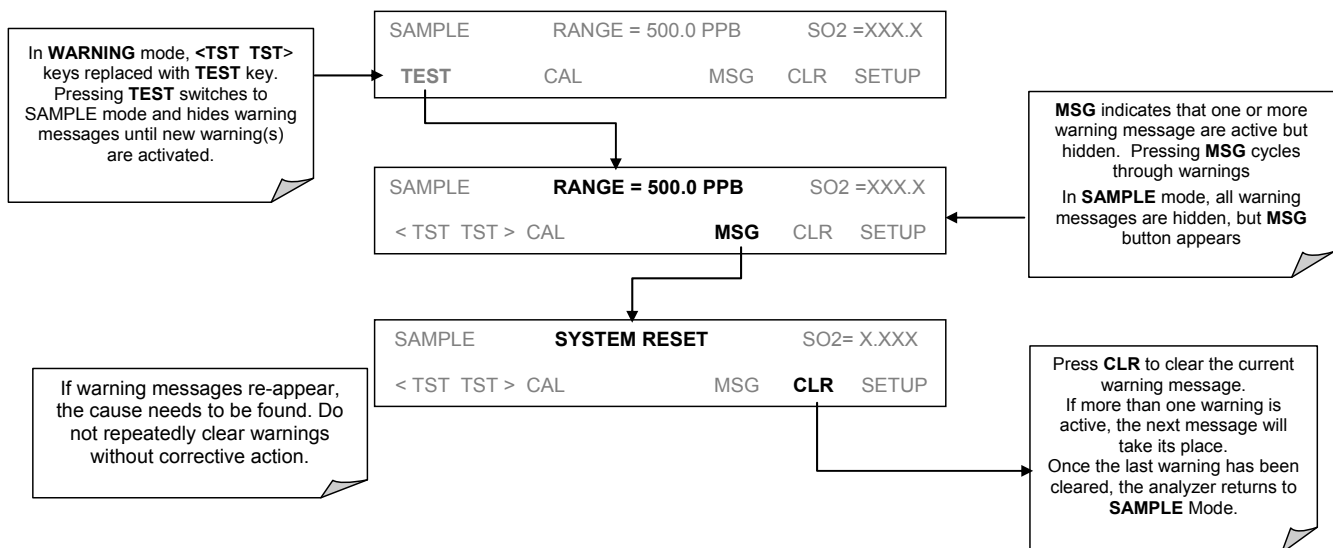 In WARNING mode, <TST TST>
keys replaced with TEST key.
Pressing TEST switches to
SAMPLE mode and hides warning
messages until new warning(s)
are activated.
SAMPLE RANGE = 500.0 PPB SO2 =XXX.X
TEST CAL MSG CLR SETUP
MSG indicates that one or more
warning message are active but
hidden. Pressing MSG cycles
through warnings
In SAMPLE mode, all warning
messages are hidden, but MSG
button appears
SAMPLE RANGE = 500.0 PPB SO2 =XXX.X
< TST TST > CAL MSG CLR SETUP
SAMPLE SYSTEM RESET SO2= X.XXX
< TST TST > CAL MSG CLR SETUP
If warning messages re-appear,
the cause needs to be found. Do
not repeatedly clear warnings
without corrective action.
Press CLR to clear the current
warning message.
If more than one warning is
active, the next message will
take its place.
Once the last warning has been
cleared, the analyzer returns to
SAMPLE Mode.